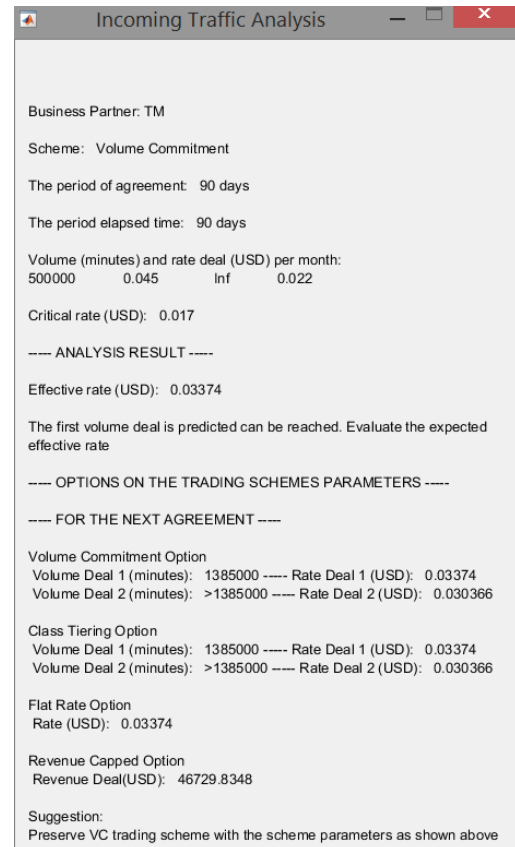 Incoming Traffic Analysis
Business Partner: TM
Scheme: Volume Commitment
The period of agreement: 90 days
The period elapsed time: 90 days
Volume (minutes) and rate deal (USD) per month:
500000 0.045 Inf 0.022
Critical rate (USD): 0.017
----- ANALYSIS RESULT -----
Effective rate (USD): 0.03374
The first volume deal is predicted can be reached. Evaluate the expected
effective rate
----- OPTIONS ON THE TRADING SCHEMES PARAMETERS -----
----- FOR THE NEXT AGREEMENT -----
Volume Commitment Option
Volume Deal 1 (minutes): 1385000 ----- Rate Deal 1 (USD): 0.03374
Volume Deal 2 (minutes): >1385000 ----- Rate Deal 2 (USD): 0.030366
Class Tiering Option
Volume Deal 1 (minutes): 1385000 ----- Rate Deal 1 (USD): 0.03374
Volume Deal 2 (minutes): >1385000 ----- Rate Deal 2 (USD): 0.030366
Flat Rate Option
Rate (USD): 0.03374
Revenue Capped Option
Revenue Deal(USD): 46729.8348
Suggestion:
Preserve VC trading scheme with the scheme parameters as shown above